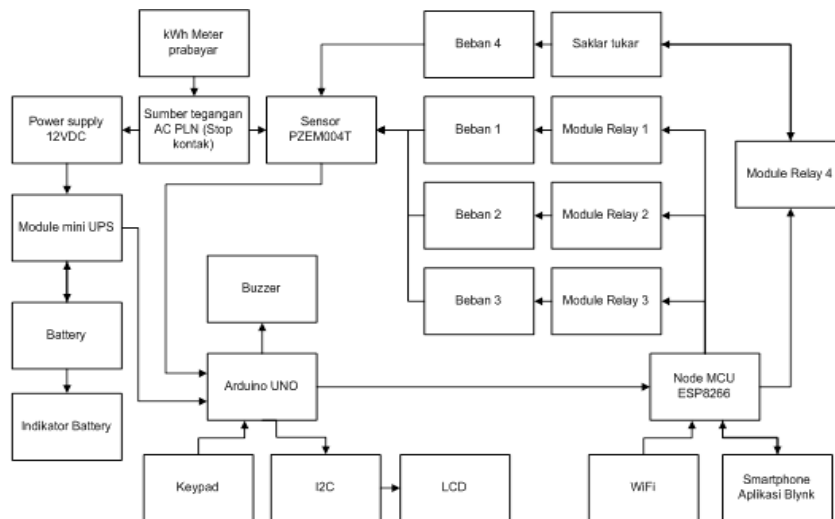 kWh Meter
prabayar
Beban 4
Saklar tukar
Power supply
12VDC
Sumber tegangan
AC PLN (Stop
kontak)
Sensor
PZEM004T
Beban 1
Module Relay 1
Module Relay 4
Module mini UPS
Beban 2
Module Relay 2
Buzzer
Beban 3
Module Relay 3
Battery
Arduino UNO
Node MCU
ESP8266
Indikator Battery
Keypad
I2C
LCD
WiFi
Smartphone
Aplikasi Blynk